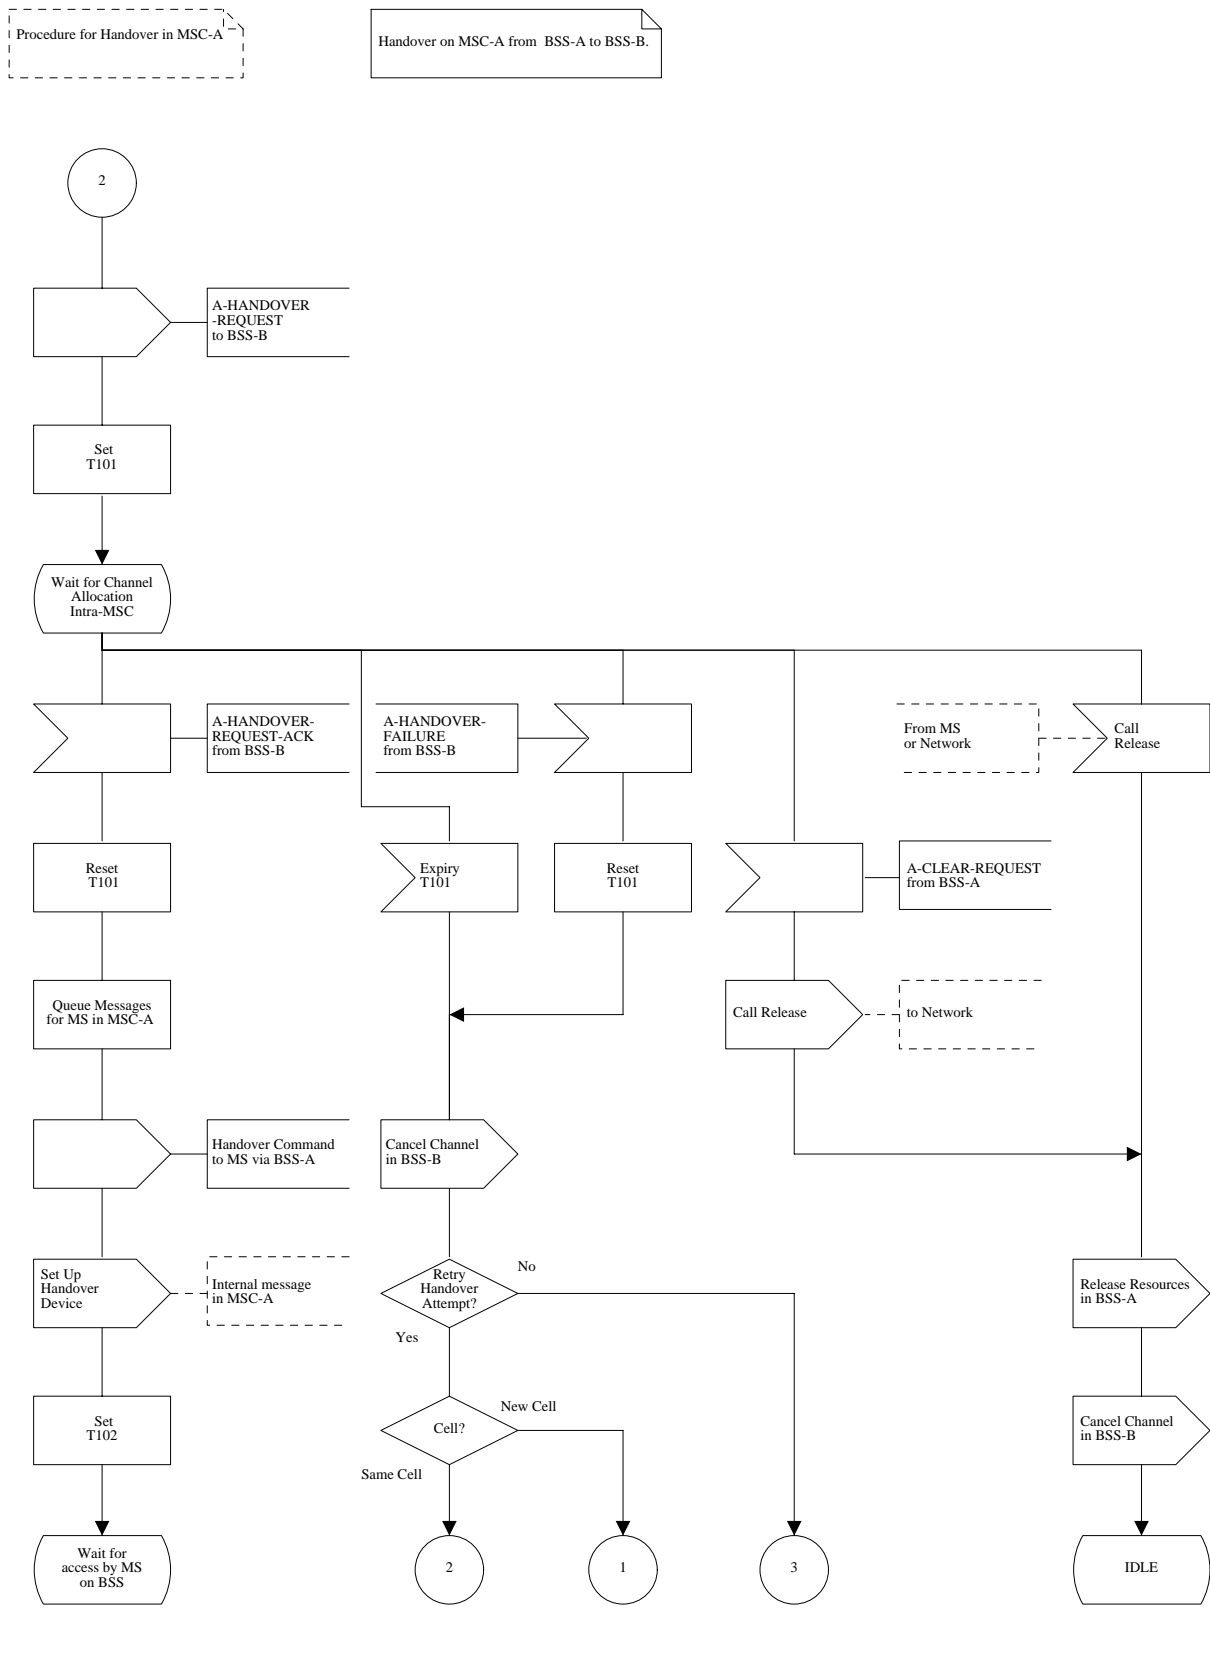 Procedure for Handover in MSC-A
Handover on MSC-A from BSS-A to BSS-B.
2
A-HANDOVER
-REQUEST
to BSS-B
Set
T101
Wait for Channel
Allocation
Intra-MSC
A-HANDOVER-
REQUEST-ACK
from BSS-B
A-HANDOVER-
FAILURE
from BSS-B
From MS
or Network
Call
Release
Reset
T101
Expiry
T101
Reset
T101
A-CLEAR-REQUEST
from BSS-A
Queue Messages
for MS in MSC-A
Call Release
to Network
Handover Command
to MS via BSS-A
Cancel Channel
in BSS-B
Set Up
Handover
Device
Internal message
in MSC-A
Retry
Handover
Attempt?
No
Yes
Release Resources
in BSS-A
Set
T102
Cell?
New Cell
Same Cell
Cancel Channel
in BSS-B
Wait for
access by MS
on BSS
2
1
3
IDLE